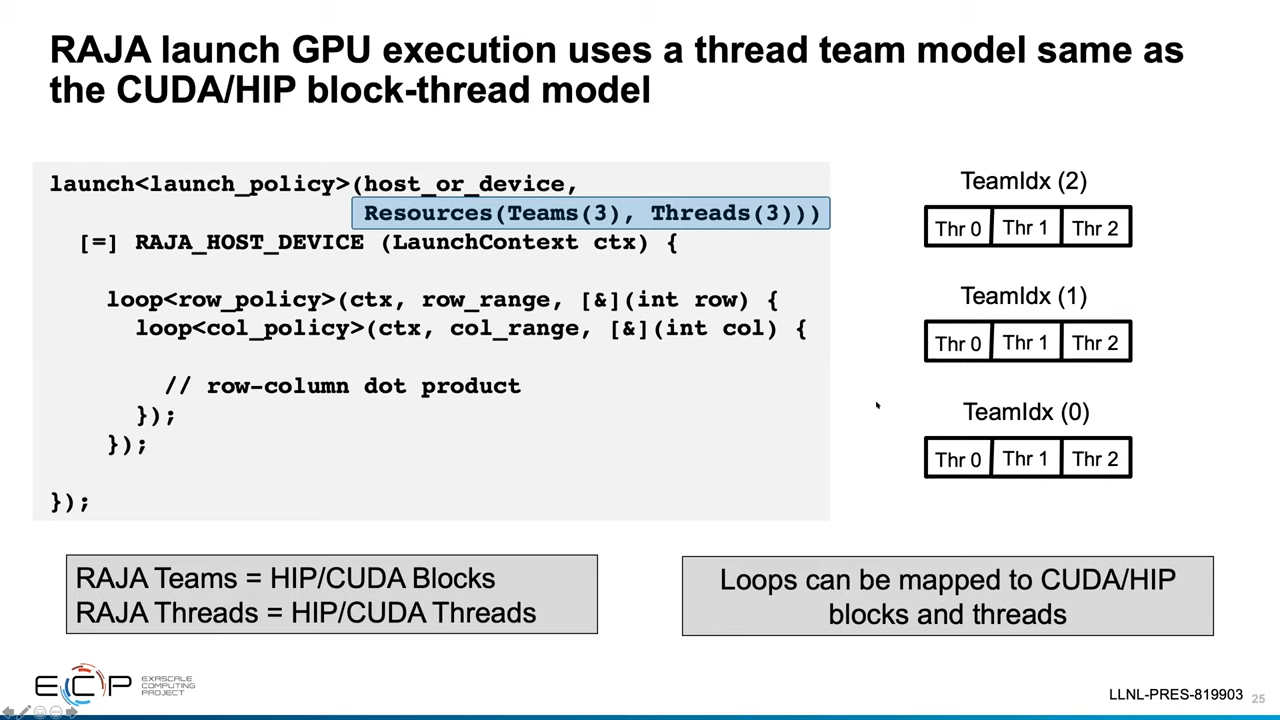 RAJA launch GPU execution uses a thread team model same as
the CUDA/HIP block-thread model
launch<launch_policy>(host_or_device,
Resources(Teams(3), Threads(3)))
[=] RAJA_HOST_DEVICE (LaunchContext ctx) {
loop<row_policy>(ctx, row_range, [&](int row) {
loop<col_policy>(ctx, col_range, [&](int col) {
// row-column dot product
});
});
});
TeamIdx (2)
Thr 0 Thr 1 Thr 2
TeamIdx (1)
Thr 0 Thr 1 Thr 2
TeamIdx (0)
Thr 0 Thr 1 Thr 2
RAJA Teams = HIP/CUDA Blocks
RAJA Threads = HIP/CUDA Threads
Loops can be mapped to CUDA/HIP
blocks and threads
ECP
EXASCALE
COMPUTING
PROJECT
LLNL-PRES-819903
25